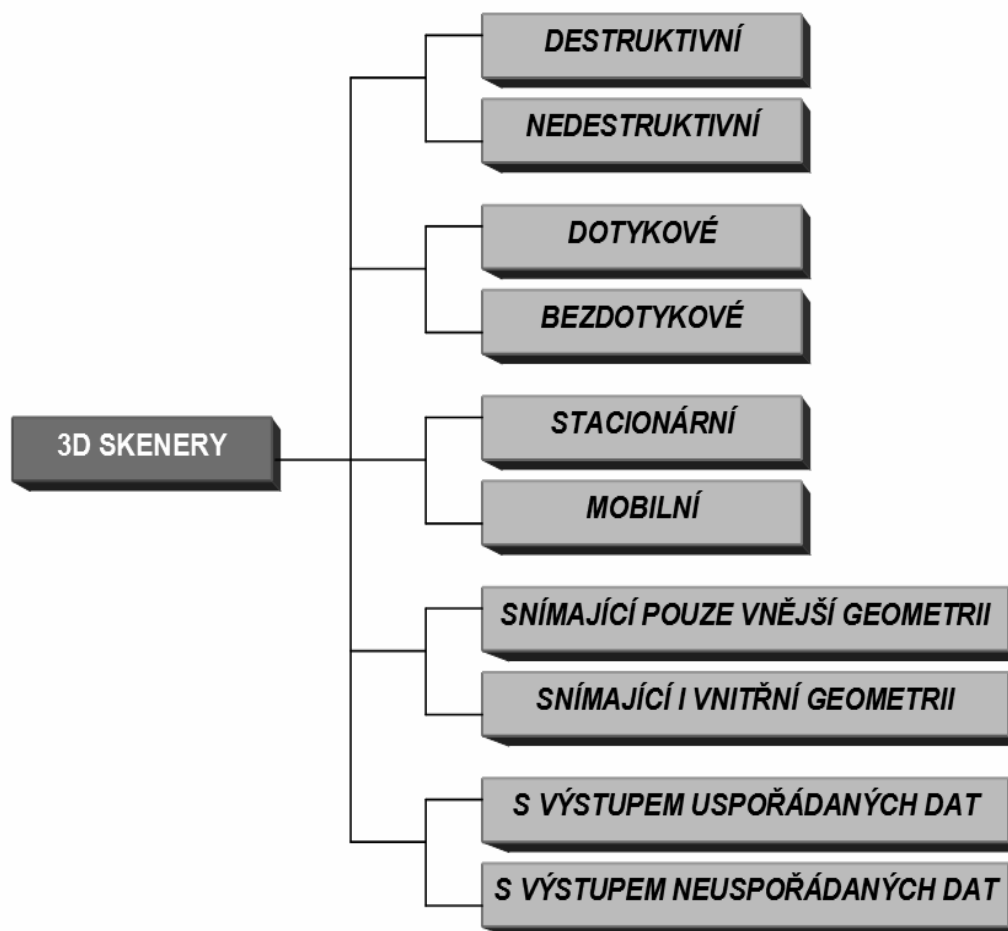 DESTRUKTIVNÍ
NEDESTRUKTIVNÍ
DOTYKOVÉ
BEZDOTYKOVÉ
3D SKENERY
STACIONÁRNÍ
MOBILNÍ
SNÍMAJÍCÍ POUZE VNĚJŠÍ GEOMETRII
SNÍMAJÍCÍ I VNITŘNÍ GEOMETRII
S VÝSTUPEM USPOŘÁDANÝCH DAT
S VÝSTUPEM NEUSPOŘÁDANÝCH DAT